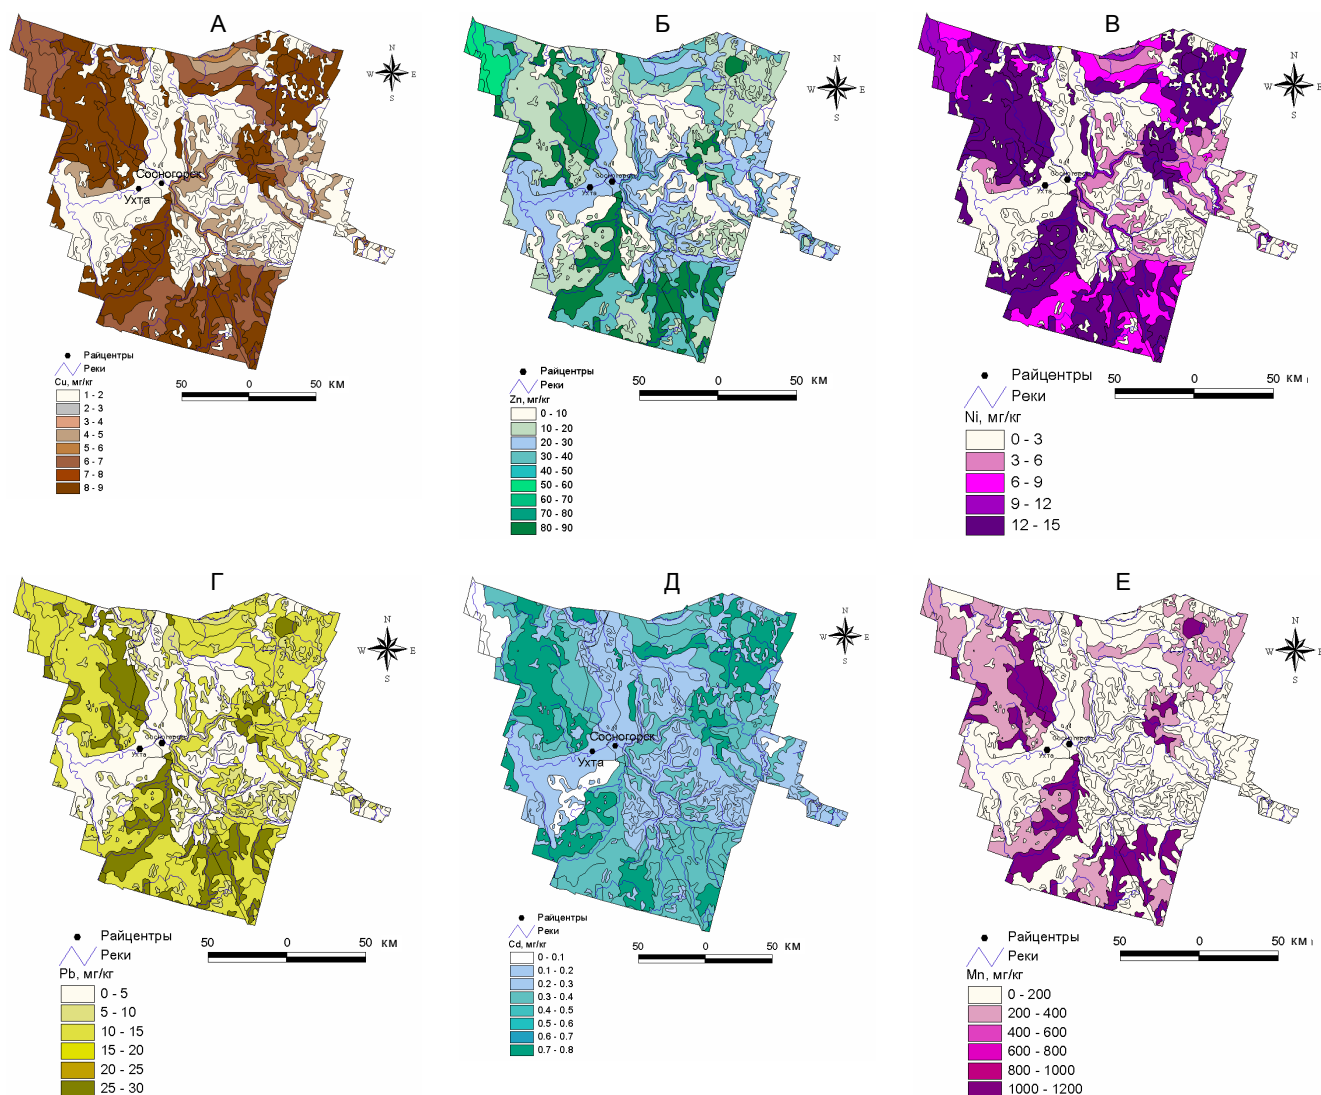 А
N
W E
S
Сосногорск
Ухта
Райцентры
Реки
Cu, мг/кг
1 - 2
2 - 3
3 - 4
4 - 5
5 - 6
6 - 7
7 - 8
8 - 9
50 0 50 км
Б
N
W E
S
Сосногорск
Ухта
Райцентры
Реки
Zn, мг/кг
0 - 10
10 - 20
20 - 30
30 - 40
40 - 50
50 - 60
60 - 70
70 - 80
80 - 90
50 0 50 км
В
N
W E
S
Сосногорск
Ухта
Райцентры
Реки
Ni, мг/кг
0 - 3
3 - 6
6 - 9
9 - 12
12 - 15
50 0 50 км
Г
N
W E
S
Сосногорск
Ухта
Райцентры
Реки
Pb, мг/кг
0 - 5
5 - 10
10 - 15
15 - 20
20 - 25
25 - 30
50 0 50 км
Д
N
W E
S
Сосногорск
Ухта
Райцентры
Реки
Cd, мг/кг
0 - 0.1
0.1 - 0.2
0.2 - 0.3
0.3 - 0.4
0.4 - 0.5
0.5 - 0.6
0.6 - 0.7
0.7 - 0.8
50 0 50 км
Е
N
W E
S
Сосногорск
Ухта
Райцентры
Реки
Mn, мг/кг
0 - 200
200 - 400
400 - 600
600 - 800
800 - 1000
1000 - 1200
50 0 50 км